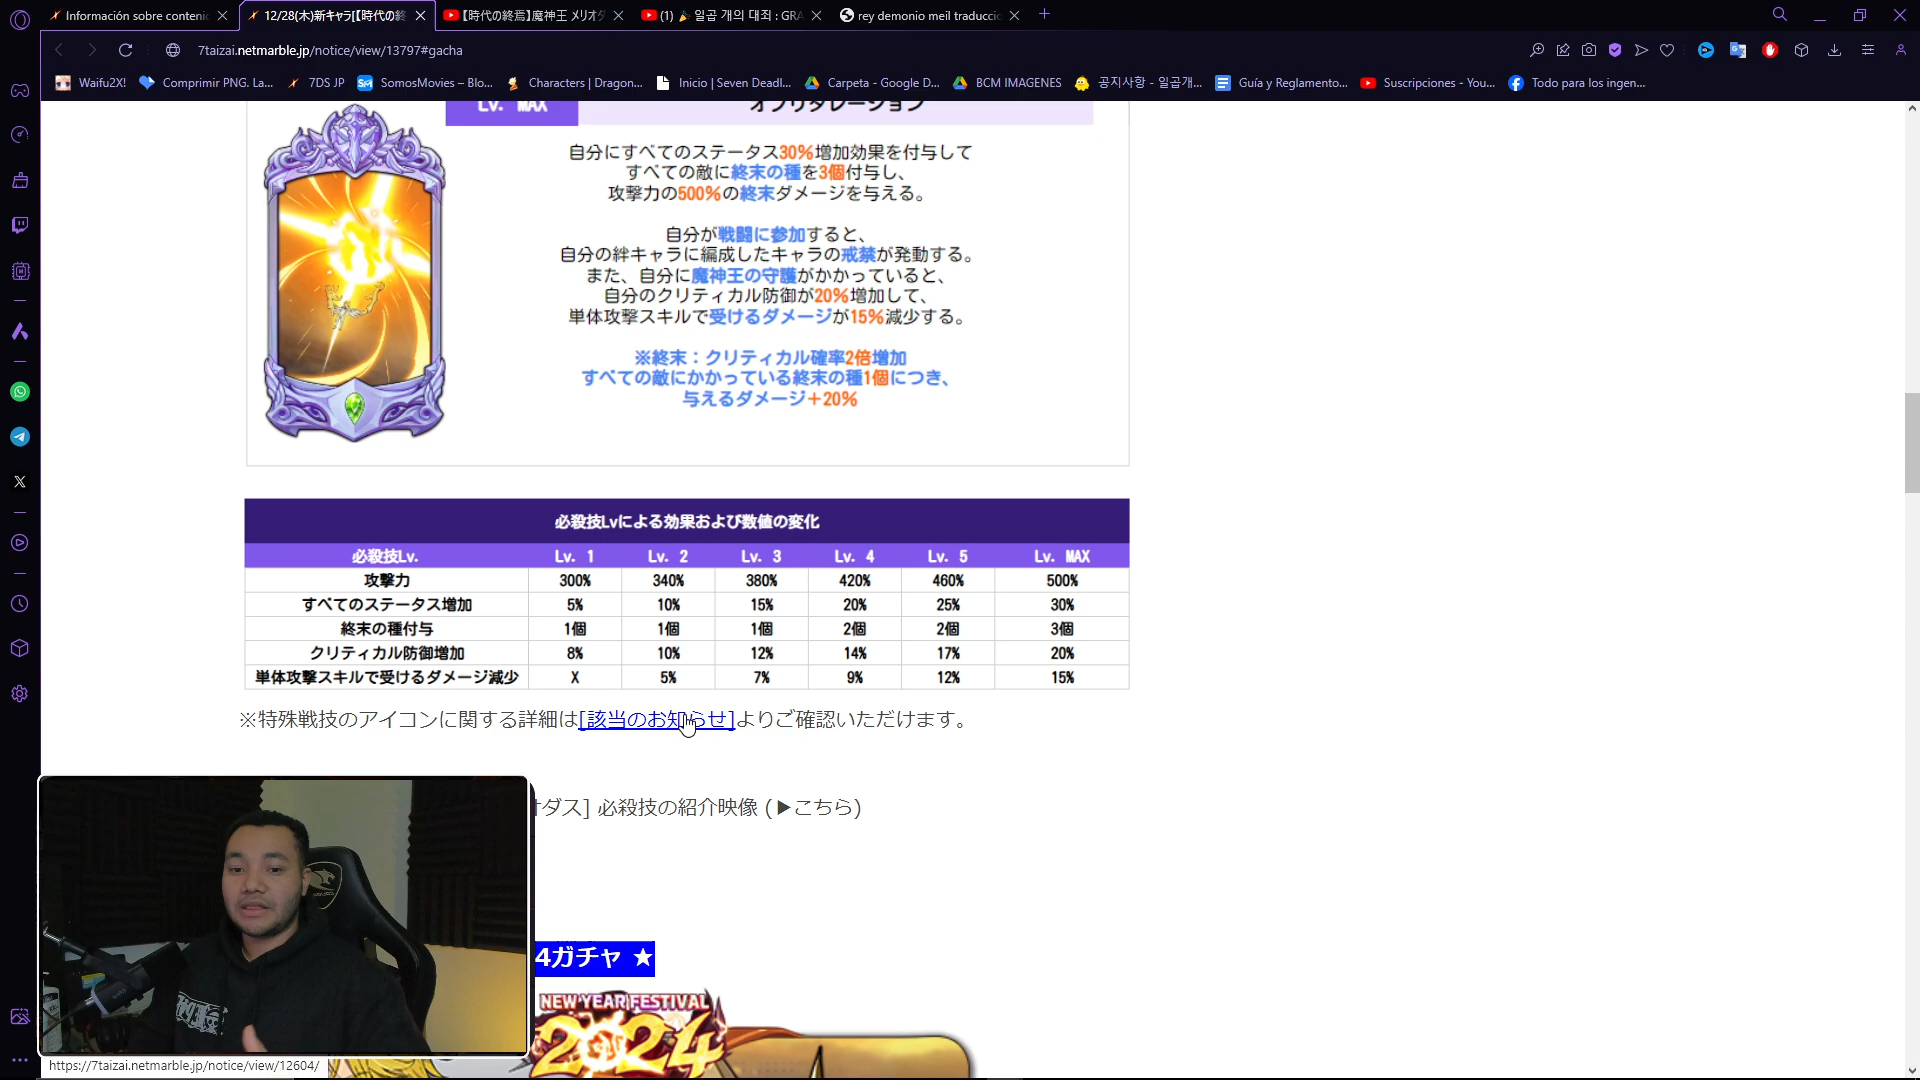 Información sobre conteni
12/28(木)新キャラ[【時代の終
【時代の終焉】魔神王 メリオダ
(1) 🎉 일곱 개의 대죄 : GRA
rey demonio meil traducció
7taizai.netmarble.jp/notice/view/13797#gacha
Waifu2X!
Comprimir PNG. La...
7DS JP
SomosMovies – Blo...
Characters | Dragon...
Inicio | Seven Deadl...
Carpeta - Google D...
BCM IMAGENES
공지사항 - 일곱개...
Guía y Reglamento...
Suscripciones - You...
Todo para los ingen...
Lv. MAX オブリタレーション
自分にすべてのステータス30%増加効果を付与して
すべての敵に終末の種を3個付与し、
攻撃力の500%の終末ダメージを与える。
自分が戦闘に参加すると、
自分の絆キャラに編成したキャラの戒禁が発動する。
また、自分に魔神王の守護がかかっていると、
自分のクリティカル防御が20%増加して、
単体攻撃スキルで受けるダメージが15%減少する。
※終末：クリティカル確率2倍増加
すべての敵にかかっている終末の種1個につき、
与えるダメージ+20%
必殺技Lvによる効果および数値の変化
必殺技Lv. Lv. 1 Lv. 2 Lv. 3 Lv. 4 Lv. 5 Lv. MAX
攻撃力 300% 340% 380% 420% 460% 500%
すべてのステータス増加 5% 10% 15% 20% 25% 30%
終末の種付与 1個 1個 1個 2個 2個 3個
クリティカル防御増加 8% 10% 12% 14% 17% 20%
単体攻撃スキルで受けるダメージ減少 X 5% 7% 9% 12% 15%
※特殊戦技のアイコンに関する詳細は[該当のお知らせ]よりご確認いただけます。
オダス] 必殺技の紹介映像 (▶こちら)
4ガチャ ★
NEW YEAR FESTIVAL
2024
https://7taizai.netmarble.jp/notice/view/12604/